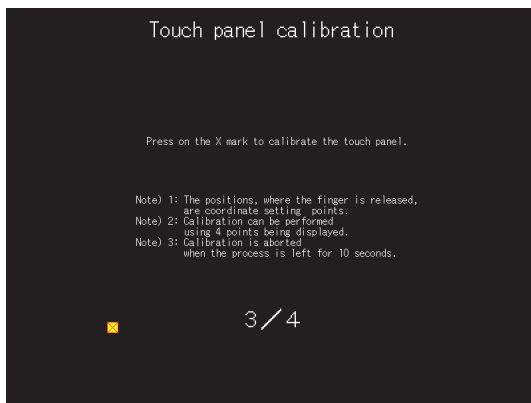 Touch panel calibration
Press on the X mark to calibrate the touch panel.
Note) 1: The positions, where the finger is released,
are coordinate setting points.
Note) 2: Calibration can be performed
using 4 points being displayed.
Note) 3: Calibration is aborted
when the process is left for 10 seconds.
3/4